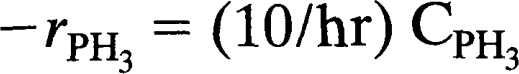 −r_PH₃ = (10/hr) C_PH₃